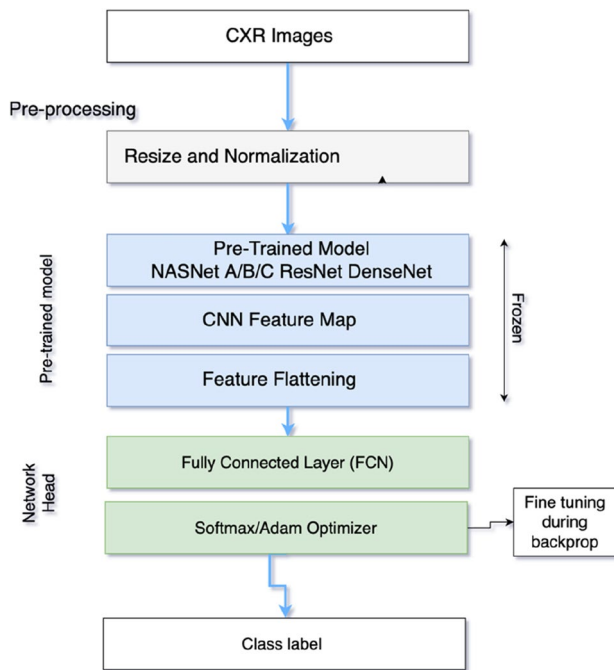 CXR Images
Pre-processing
Resize and Normalization
Pre-trained model
Pre-Trained Model
NASNet A/B/C ResNet DenseNet
CNN Feature Map
Feature Flattening
Frozen
Network
Head
Fully Connected Layer (FCN)
Softmax/Adam Optimizer
Fine tuning
during
backprop
Class label